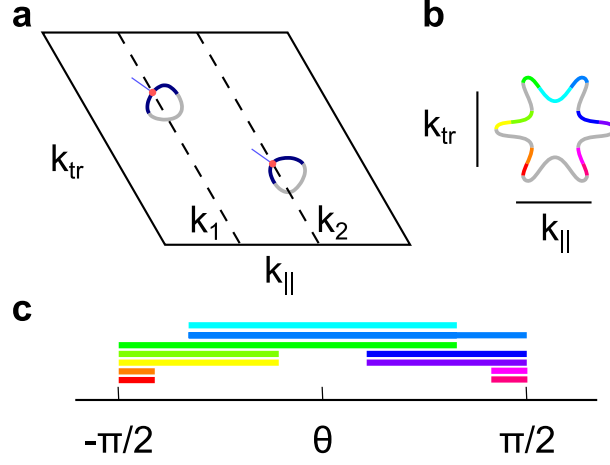 a
b
k_tr
k_1
k_2
k_||
k_tr
k_||
c
-π/2
θ
π/2